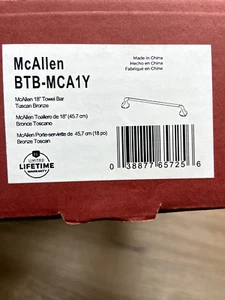 McAllen
BTB-MCA1Y
Made in China
Hecho en China
Fabriqué en Chine
McAllen 18" Towel Bar
Tuscan Bronze
McAllen Toallero de 18" (45.7 cm)
Bronce Toscano
McAllen Porte-serviette de 45,7 cm (18 po)
Bronze Toscan
LIMITED
LIFETIME
WARRANTY
0 38877 65725 6